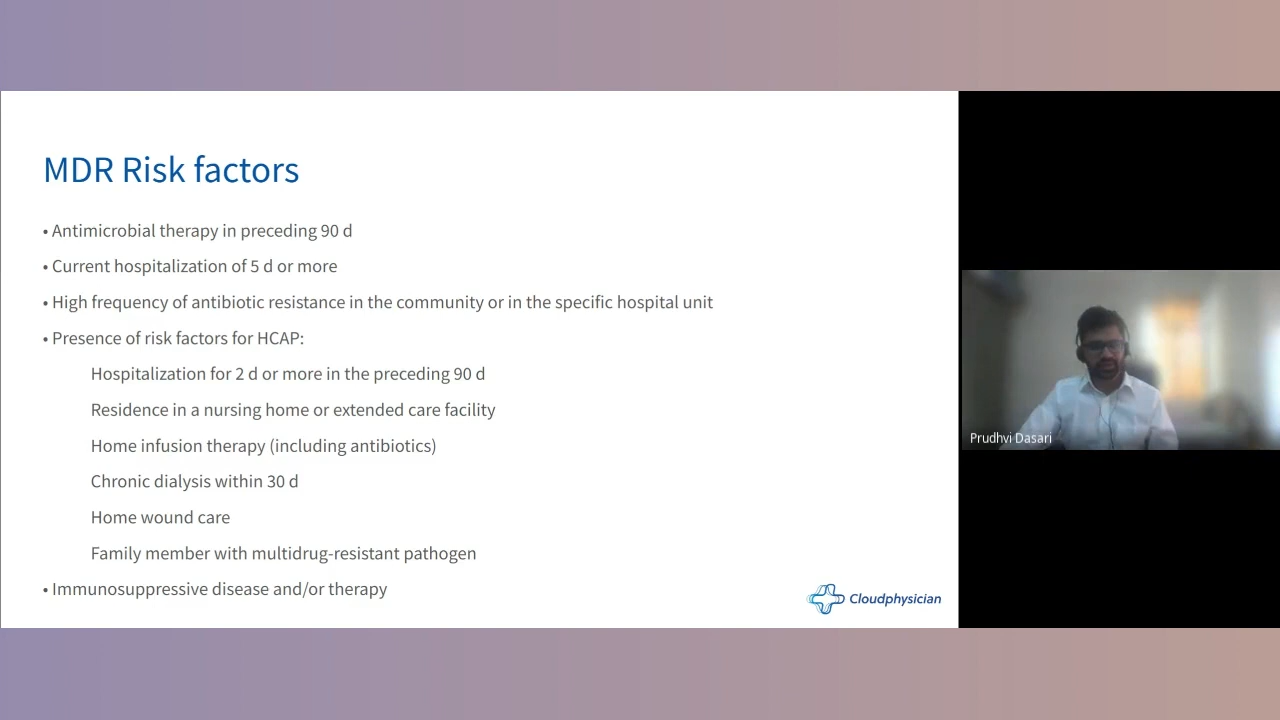 MDR Risk factors
• Antimicrobial therapy in preceding 90 d
• Current hospitalization of 5 d or more
• High frequency of antibiotic resistance in the community or in the specific hospital unit
• Presence of risk factors for HCAP:
Hospitalization for 2 d or more in the preceding 90 d
Residence in a nursing home or extended care facility
Home infusion therapy (including antibiotics)
Chronic dialysis within 30 d
Home wound care
Family member with multidrug-resistant pathogen
• Immunosuppressive disease and/or therapy
Cloudphysician
Prudhvi Dasari